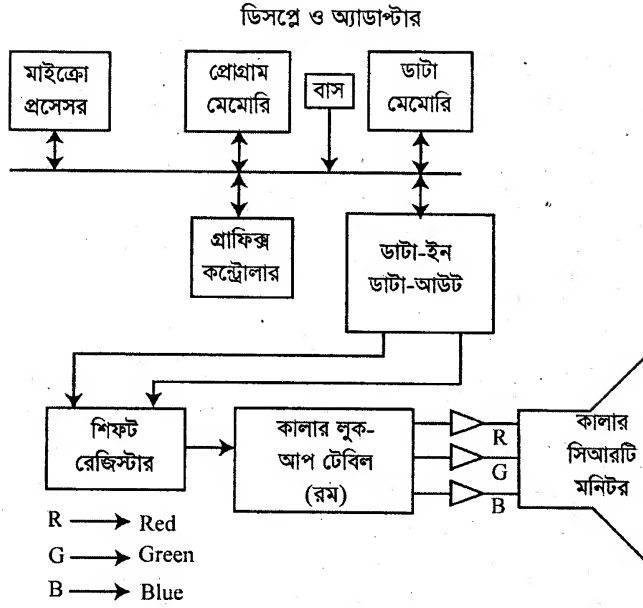 ডিসপ্লে ও অ্যাডাপ্টার
মাইক্রো
প্রসেসর
প্রোগ্রাম
মেমোরি
বাস
ডাটা
মেমোরি
গ্রাফিক্স
কন্ট্রোলার
ডাটা-ইন
ডাটা-আউট
শিফট
রেজিস্টার
কালার লুক-
আপ টেবিল
(রম)
R
G
B
কালার
সিআরটি
মনিটর
R → Red
G → Green
B → Blue